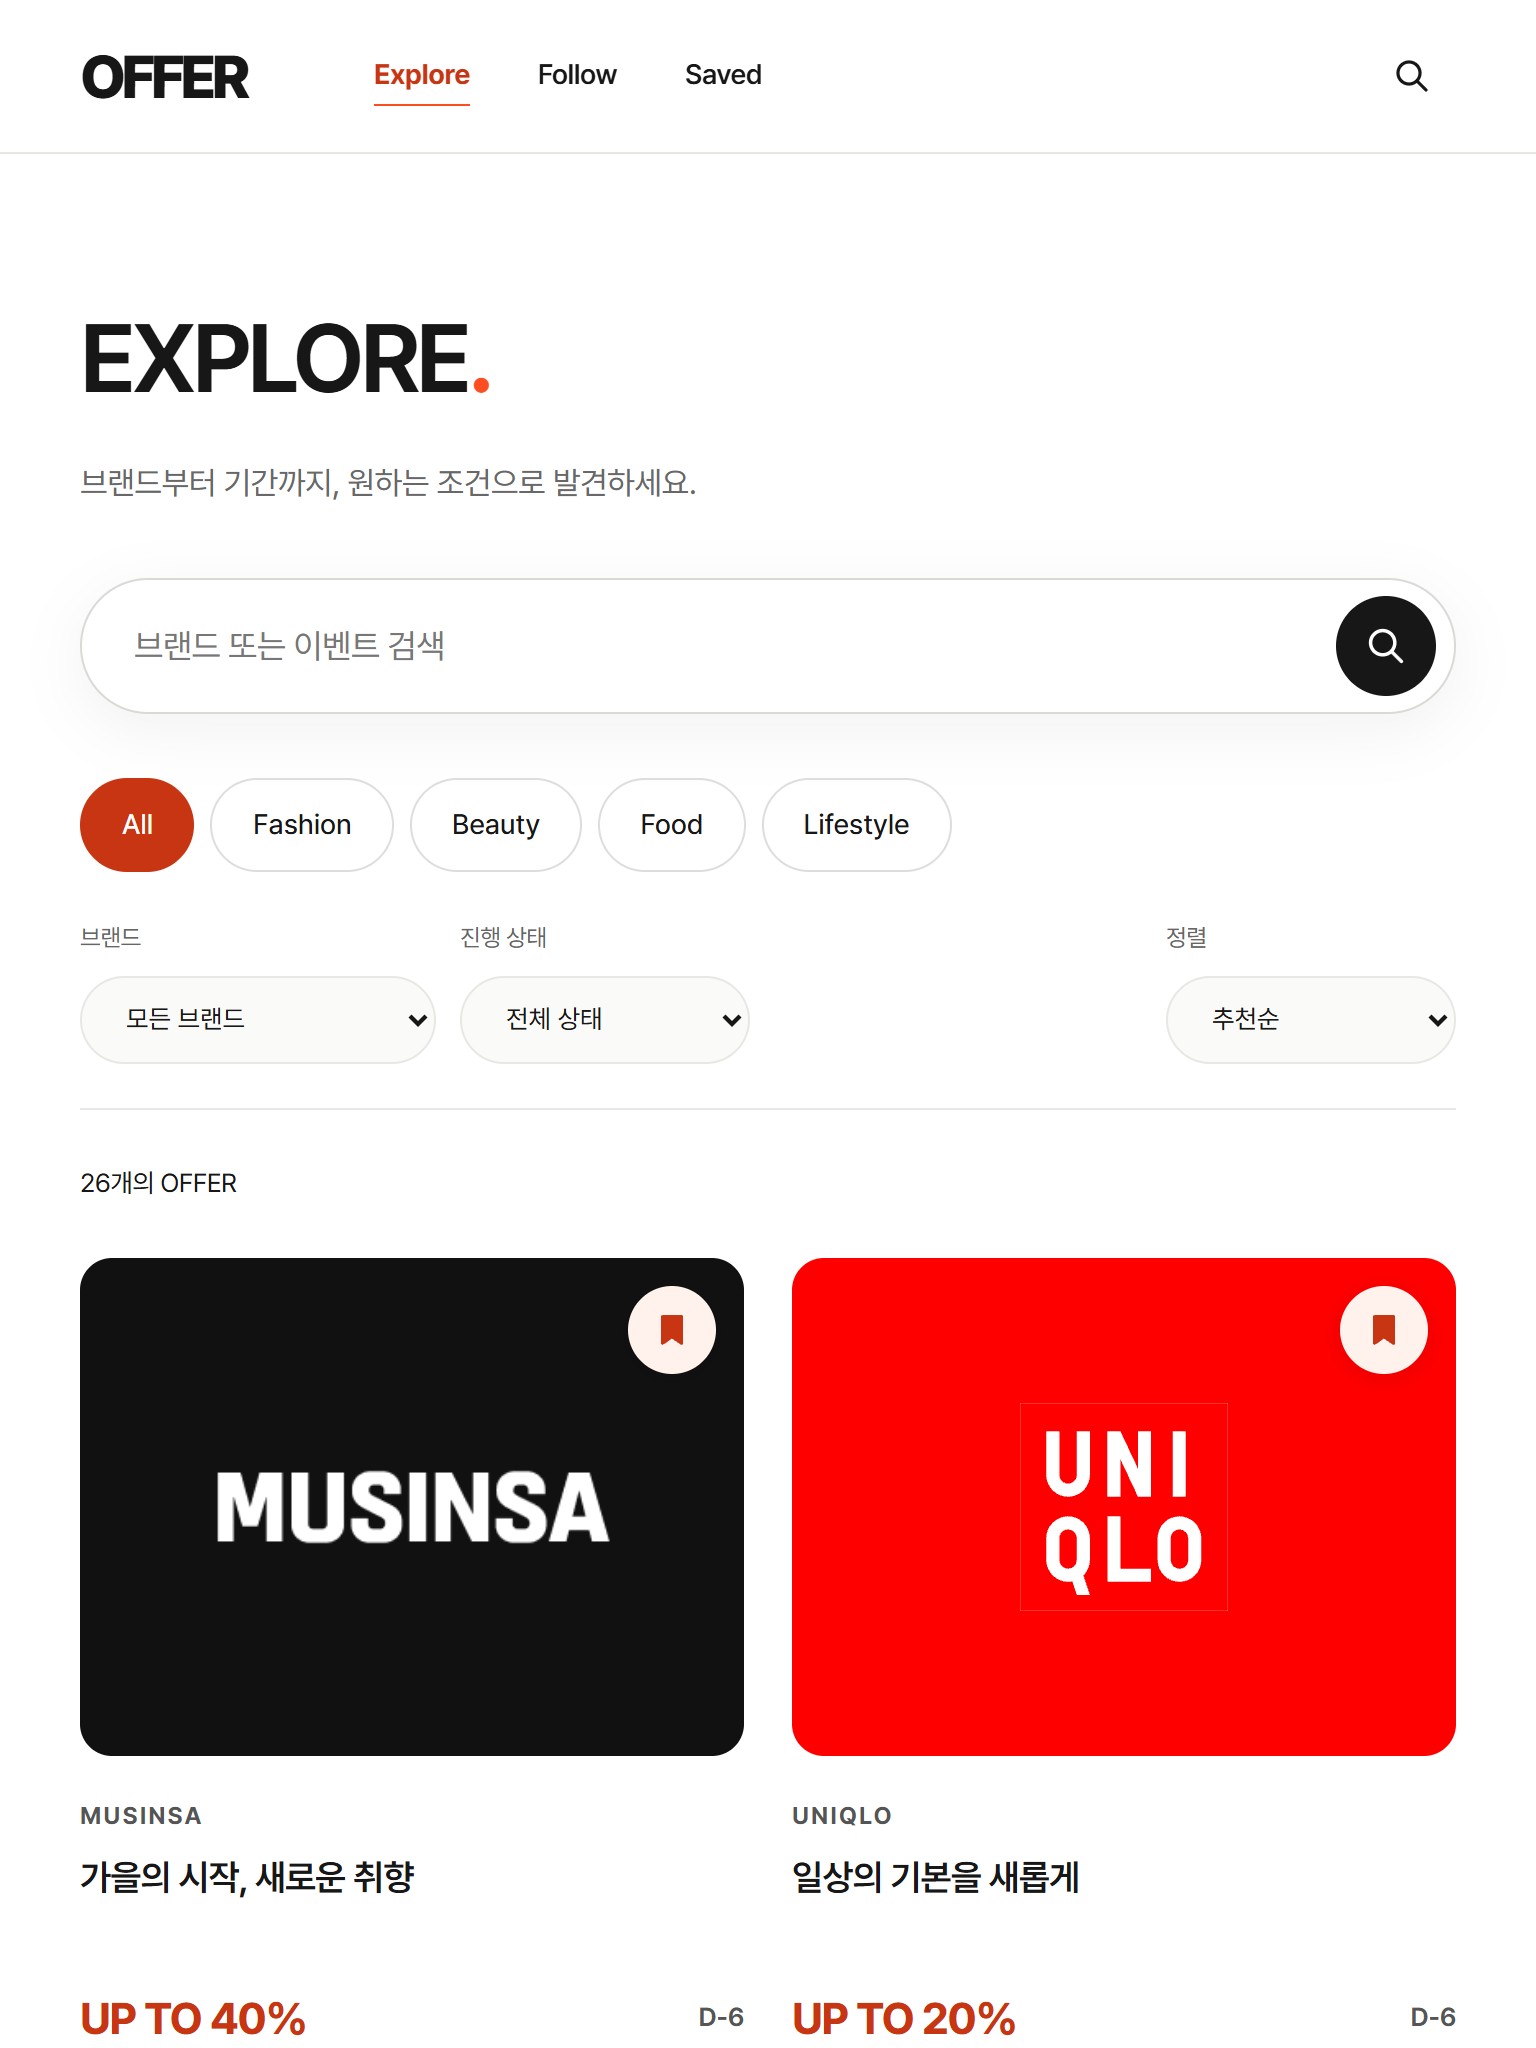 OFFER
Explore
Follow
Saved
EXPLORE.
브랜드부터 기간까지, 원하는 조건으로 발견하세요.
브랜드 또는 이벤트 검색
All
Fashion
Beauty
Food
Lifestyle
브랜드
진행 상태
정렬
모든 브랜드
전체 상태
추천순
26개의 OFFER
MUSINSA
UNI
QLO
MUSINSA
가을의 시작, 새로운 취향
UP TO 40%
D-6
UNIQLO
일상의 기본을 새롭게
UP TO 20%
D-6